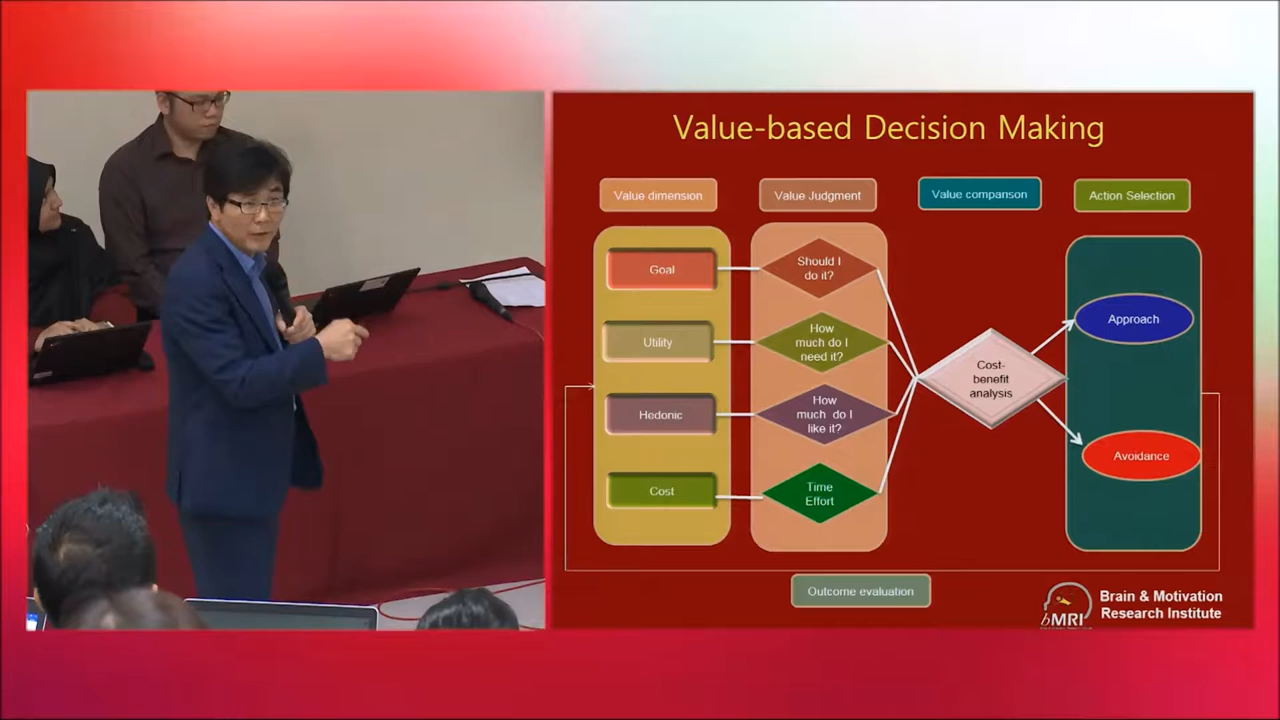 Value-based Decision Making
Value dimension
Value Judgment
Value comparison
Action Selection
Goal
Should I
do it?
Utility
How
much do I
need it?
Hedonic
How
much do I
like it?
Cost
Time
Effort
Cost-
benefit
analysis
Approach
Avoidance
Outcome evaluation
bMRI
Brain & Motivation
Research Institute